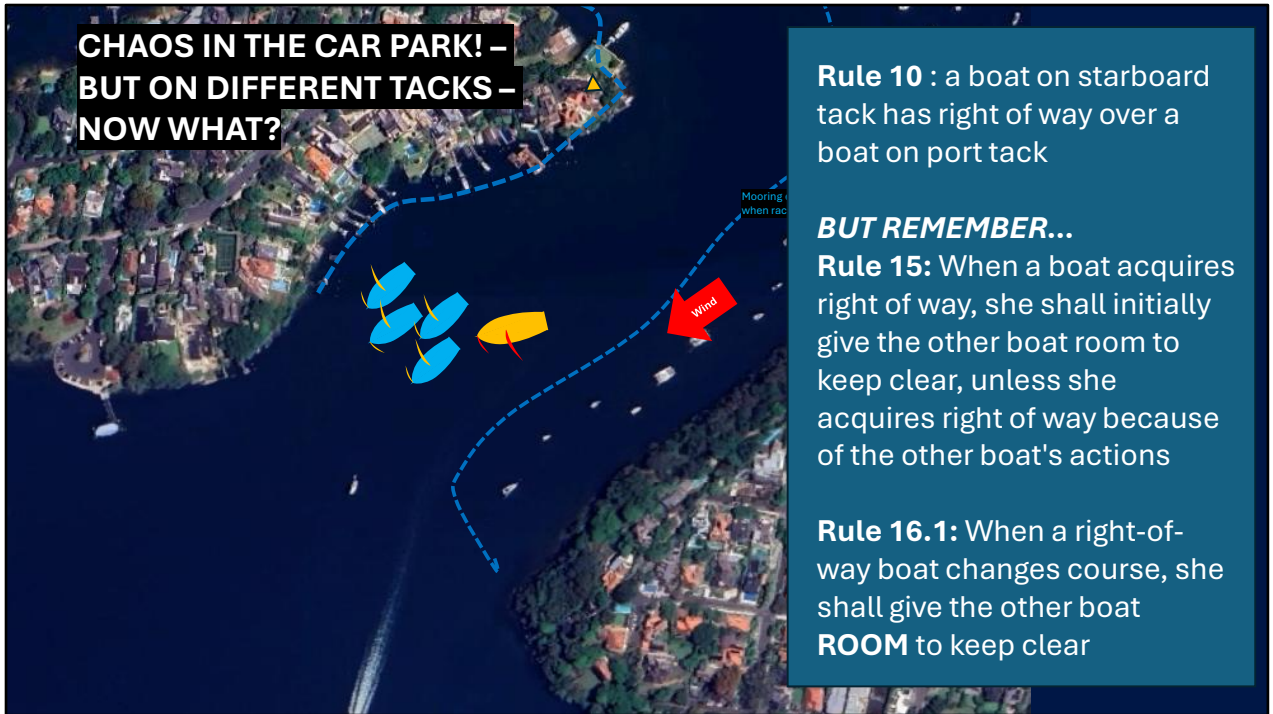 CHAOS IN THE CAR PARK! –
BUT ON DIFFERENT TACKS –
NOW WHAT?
Mooring
when rac
Wind
Rule 10 : a boat on starboard
tack has right of way over a
boat on port tack
BUT REMEMBER...
Rule 15: When a boat acquires
right of way, she shall initially
give the other boat room to
keep clear, unless she
acquires right of way because
of the other boat's actions
Rule 16.1: When a right-of-
way boat changes course, she
shall give the other boat
ROOM to keep clear